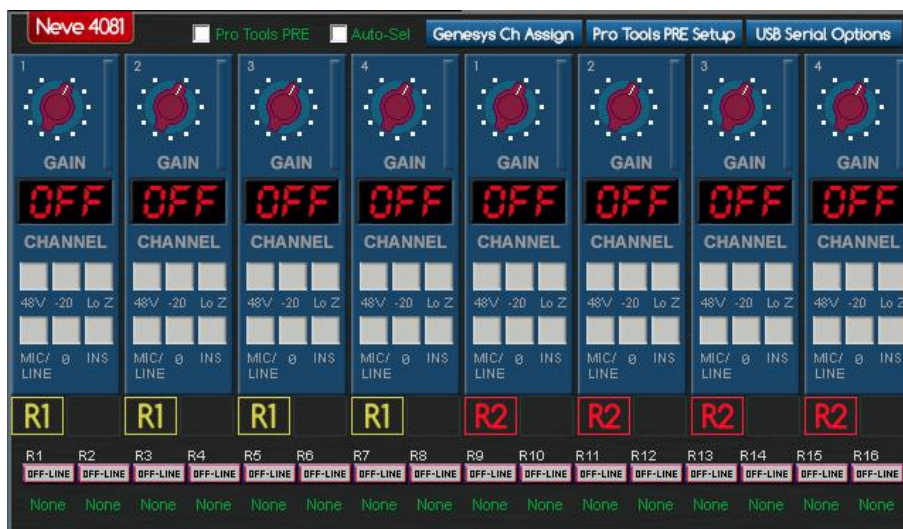 Neve 4081 Pro Tools PRE Auto-Sel Genesys Ch Assign Pro Tools PRE Setup USB Serial Options
1 2 3 4 1 2 3 4
GAIN GAIN GAIN GAIN GAIN GAIN GAIN GAIN
OFF OFF OFF OFF OFF OFF OFF OFF
CHANNEL CHANNEL CHANNEL CHANNEL CHANNEL CHANNEL CHANNEL CHANNEL
48V -20 Lo Z 48V -20 Lo Z 48V -20 Lo Z 48V -20 Lo Z 48V -20 Lo Z 48V -20 Lo Z 48V -20 Lo Z 48V -20 Lo Z
MIC/ ø INS MIC/ ø INS MIC/ ø INS MIC/ ø INS MIC/ ø INS MIC/ ø INS MIC/ ø INS MIC/ ø INS
LINE LINE LINE LINE LINE LINE LINE LINE
R1 R1 R1 R1 R2 R2 R2 R2
R1 R2 R3 R4 R5 R6 R7 R8 R9 R10 R11 R12 R13 R14 R15 R16
OFF-LINE OFF-LINE OFF-LINE OFF-LINE OFF-LINE OFF-LINE OFF-LINE OFF-LINE OFF-LINE OFF-LINE OFF-LINE OFF-LINE OFF-LINE OFF-LINE OFF-LINE OFF-LINE
None None None None None None None None None None None None None None None None